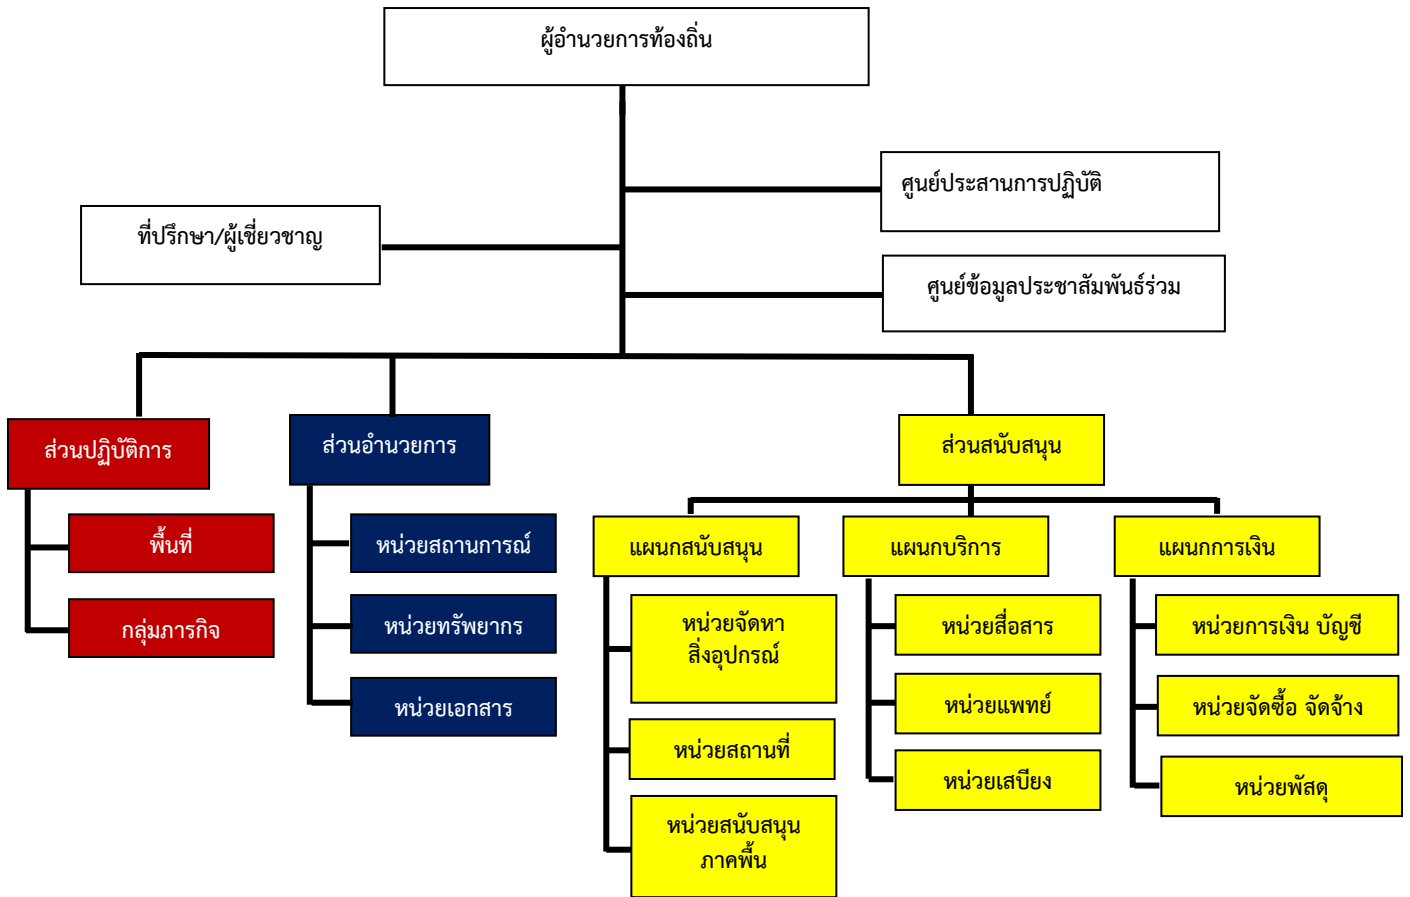 ผู้อำนวยการท้องถิ่น
ศูนย์ประสานการปฏิบัติ
ที่ปรึกษา/ผู้เชี่ยวชาญ
ศูนย์ข้อมูลประชาสัมพันธ์ร่วม
ส่วนปฏิบัติการ
พื้นที่
กลุ่มภารกิจ
ส่วนอำนวยการ
หน่วยสถานการณ์
หน่วยทรัพยากร
หน่วยเอกสาร
ส่วนสนับสนุน
แผนกสนับสนุน
หน่วยจัดหา
สิ่งอุปกรณ์
หน่วยสถานที่
หน่วยสนับสนุน
ภาคพื้น
แผนกบริการ
หน่วยสื่อสาร
หน่วยแพทย์
หน่วยเสบียง
แผนกการเงิน
หน่วยการเงิน บัญชี
หน่วยจัดซื้อ จัดจ้าง
หน่วยพัสดุ